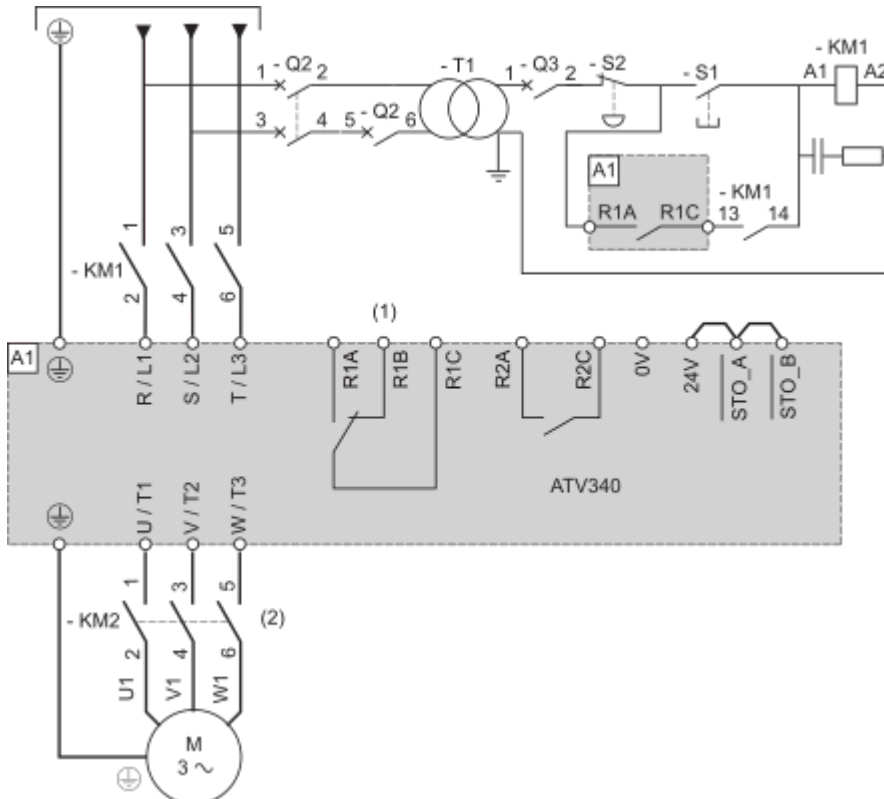 1 - Q2 2 - T1 1 - Q3 2 - S2 - S1 - KM1
A1 A2
3 4 5 - Q2 6
A1
R1A R1C - KM1
13 14
1 3 5
- KM1
2 4 6
(1)
A1
R / L1 S / L2 T / L3 R1A R1B R1C R2A R2C 0V 24V STO_A STO_B
ATV340
U / T1 V / T2 W / T3
1 3 5
- KM2 (2)
2 4 6
U1 V1 W1
M
3 ~